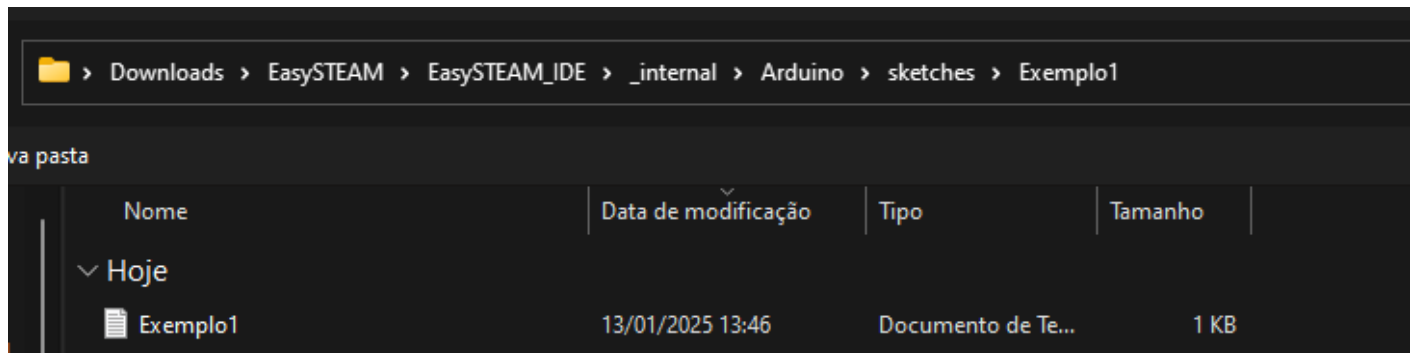 Downloads > EasySTEAM > EasySTEAM_IDE > _internal > Arduino > sketches > Exemplo1
va pasta
Nome Data de modificação Tipo Tamanho
Hoje
Exemplo1 13/01/2025 13:46 Documento de Te... 1 KB